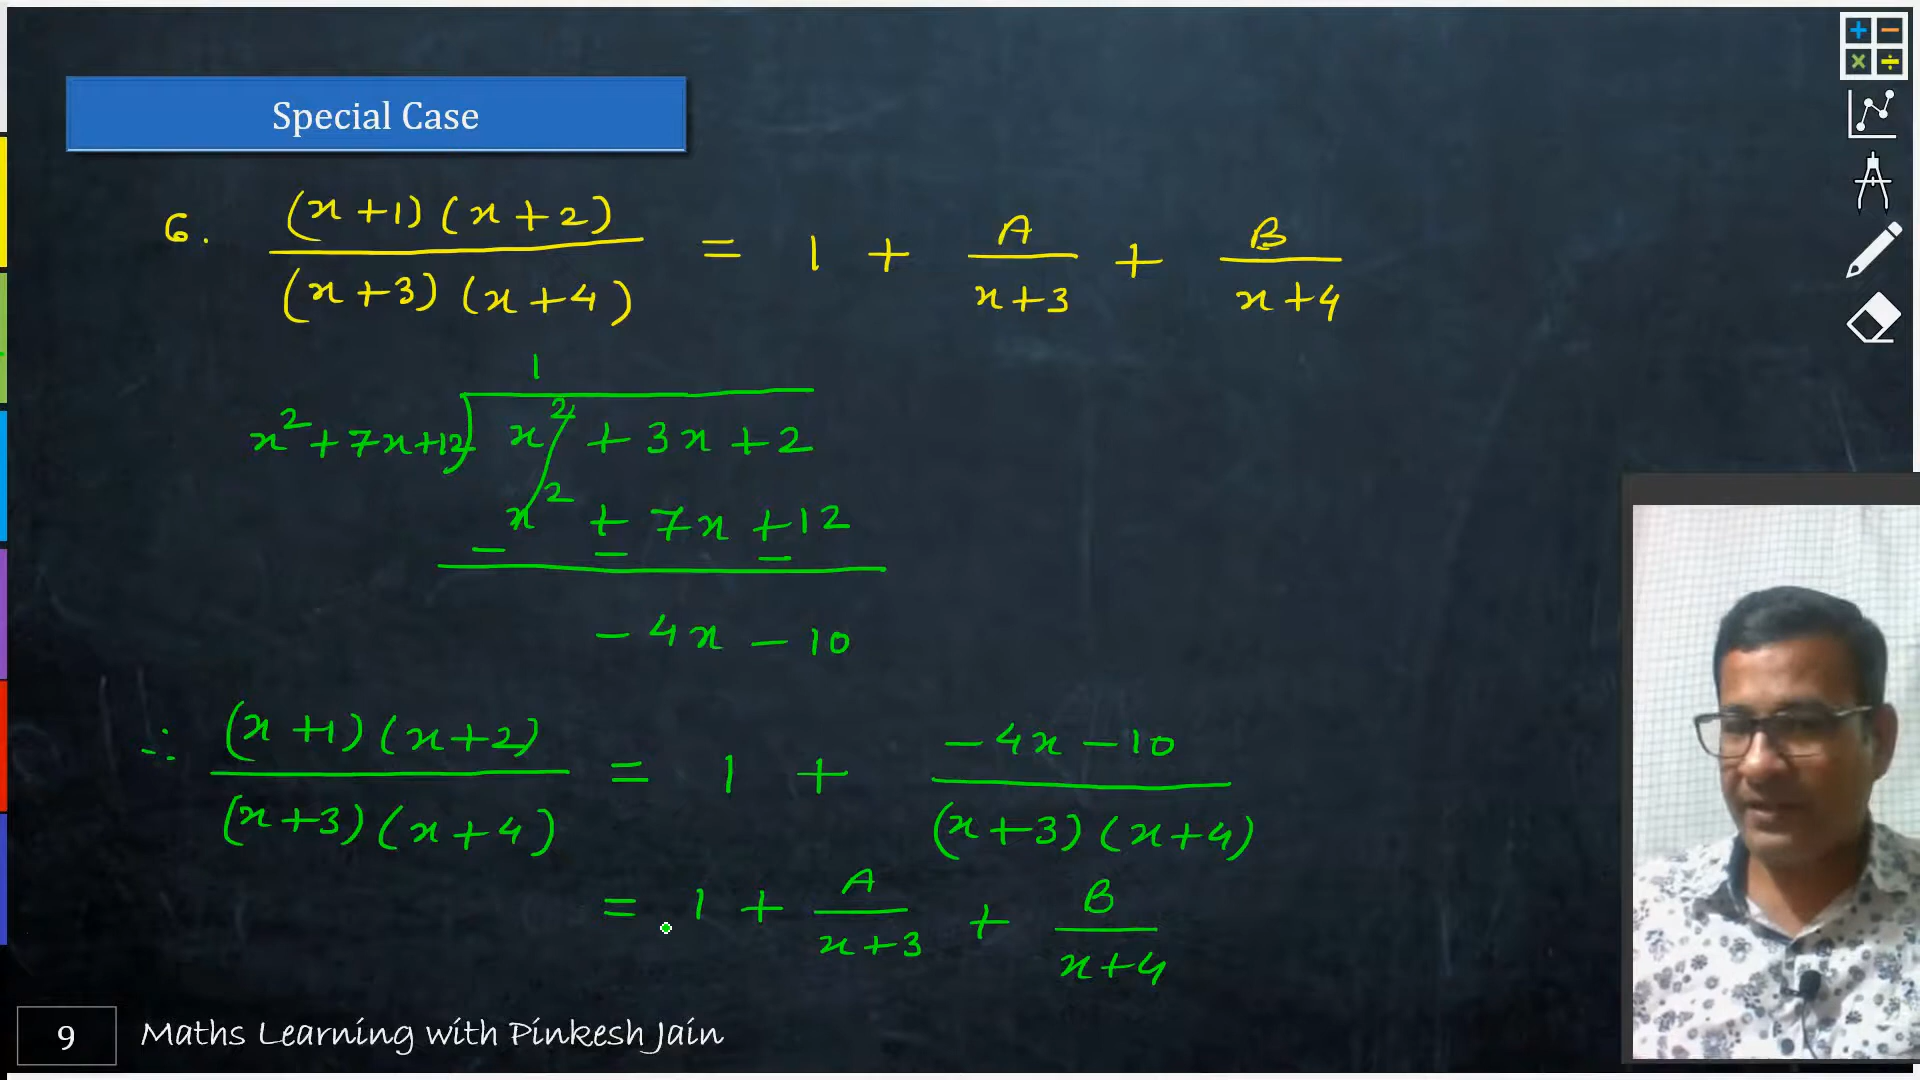 Special Case
6. (x+1)(x+2) / (x+3)(x+4) = 1 + A/(x+3) + B/(x+4)
1
x²+7x+12) x² + 3x + 2
x² + 7x + 12
− − −
− 4x − 10
∴ (x+1)(x+2) / (x+3)(x+4) = 1 + −4x−10 / (x+3)(x+4)
= 1 + A/(x+3) + B/(x+4)
9 Maths Learning with Pinkesh Jain